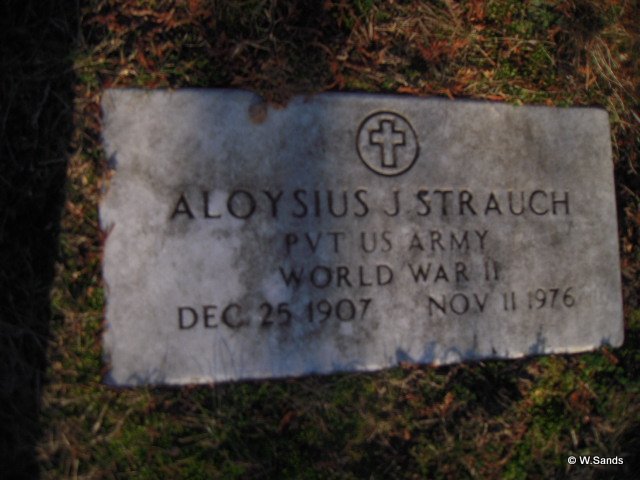 ALOYSIUS J STRAUCH
PVT US ARMY
WORLD WAR II
DEC 25 1907 NOV 11 1976
© W.Sands